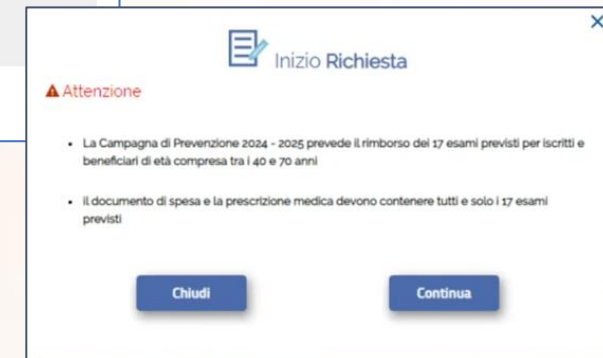 Inizio Richiesta
Attenzione
• La Campagna di Prevenzione 2024 - 2025 prevede il rimborso dei 17 esami previsti per iscritti e
beneficiari di età compresa tra i 40 e 70 anni
• il documento di spesa e la prescrizione medica devono contenere tutti e solo i 17 esami
previsti
Chiudi
Continua